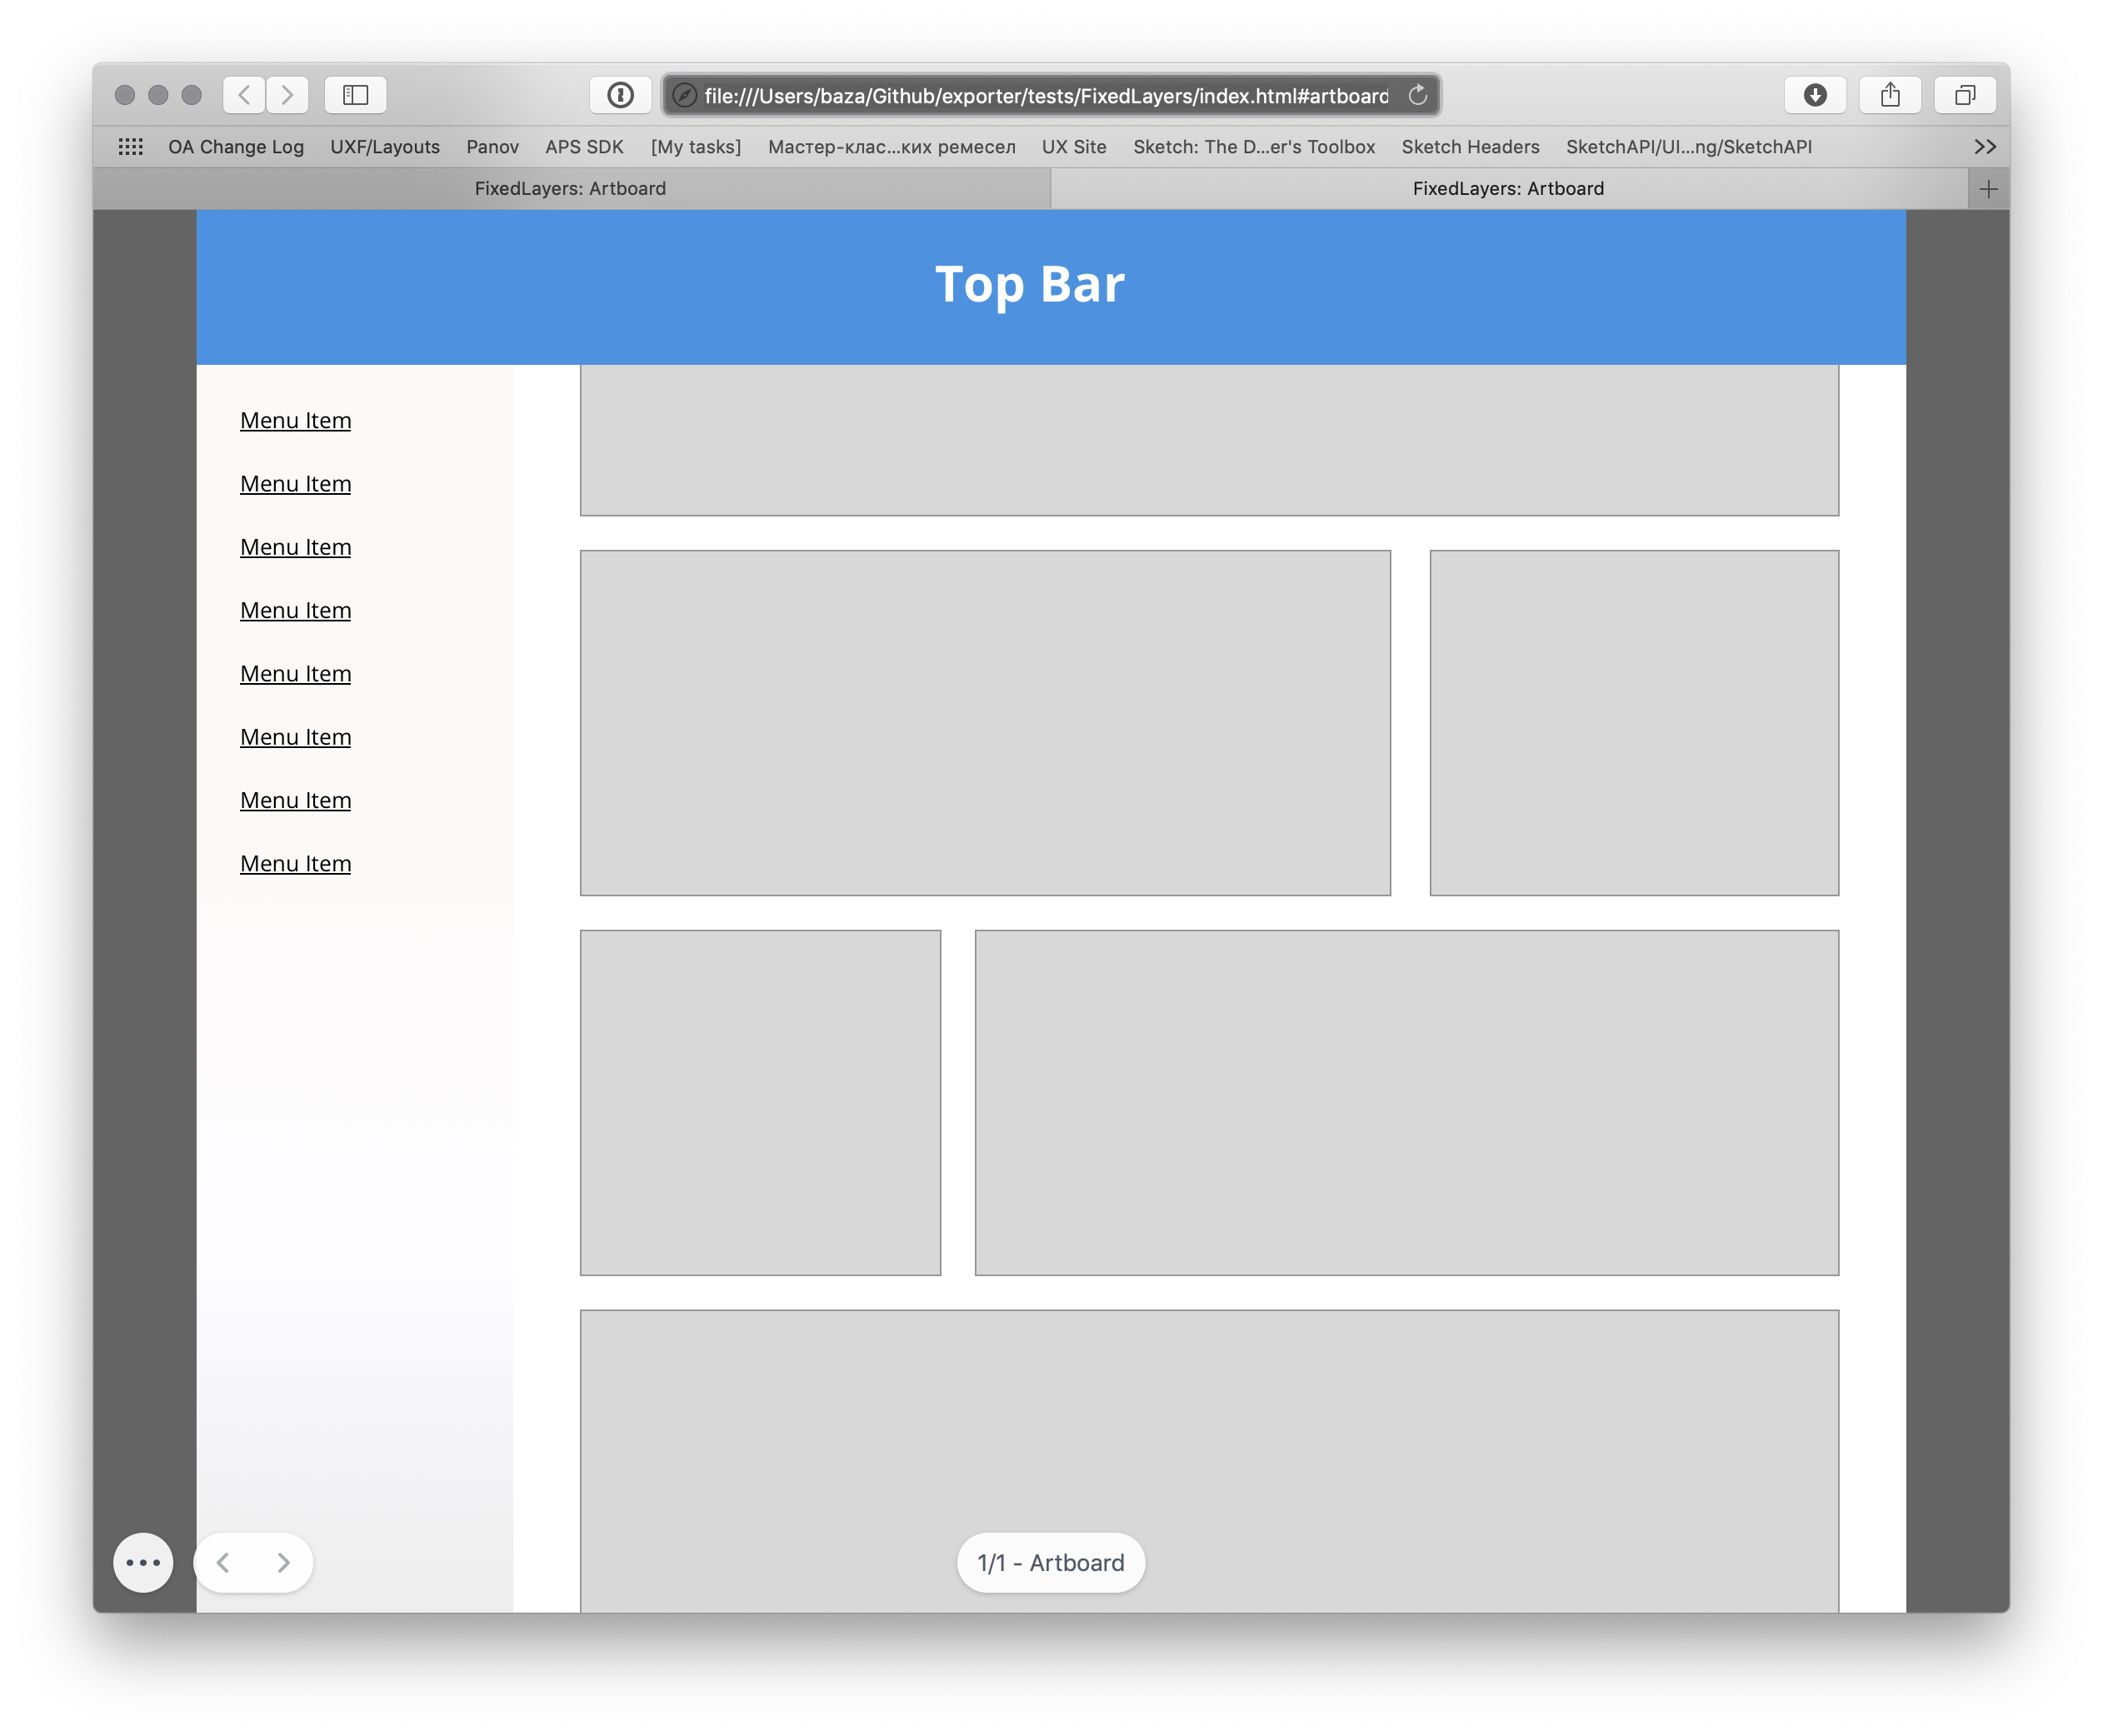 file:///Users/baza/Github/exporter/tests/FixedLayers/index.html#artboard
OA Change Log UXF/Layouts Panov APS SDK [My tasks] Мастер-клас...ких ремесел UX Site Sketch: The D...er's Toolbox Sketch Headers SketchAPI/UI...ng/SketchAPI
FixedLayers: Artboard FixedLayers: Artboard
Top Bar
Menu Item
Menu Item
Menu Item
Menu Item
Menu Item
Menu Item
Menu Item
Menu Item
1/1 - Artboard